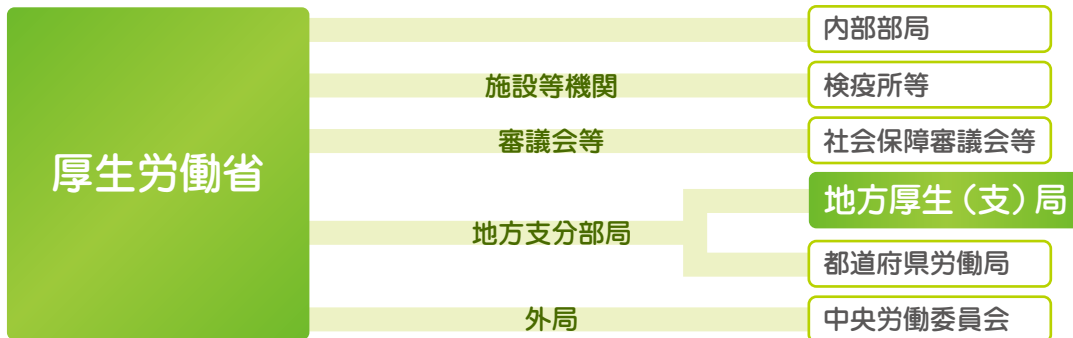 厚生労働省
内部部局
施設等機関
検疫所等
審議会等
社会保障審議会等
地方支分部局
地方厚生（支）局
都道府県労働局
外局
中央労働委員会